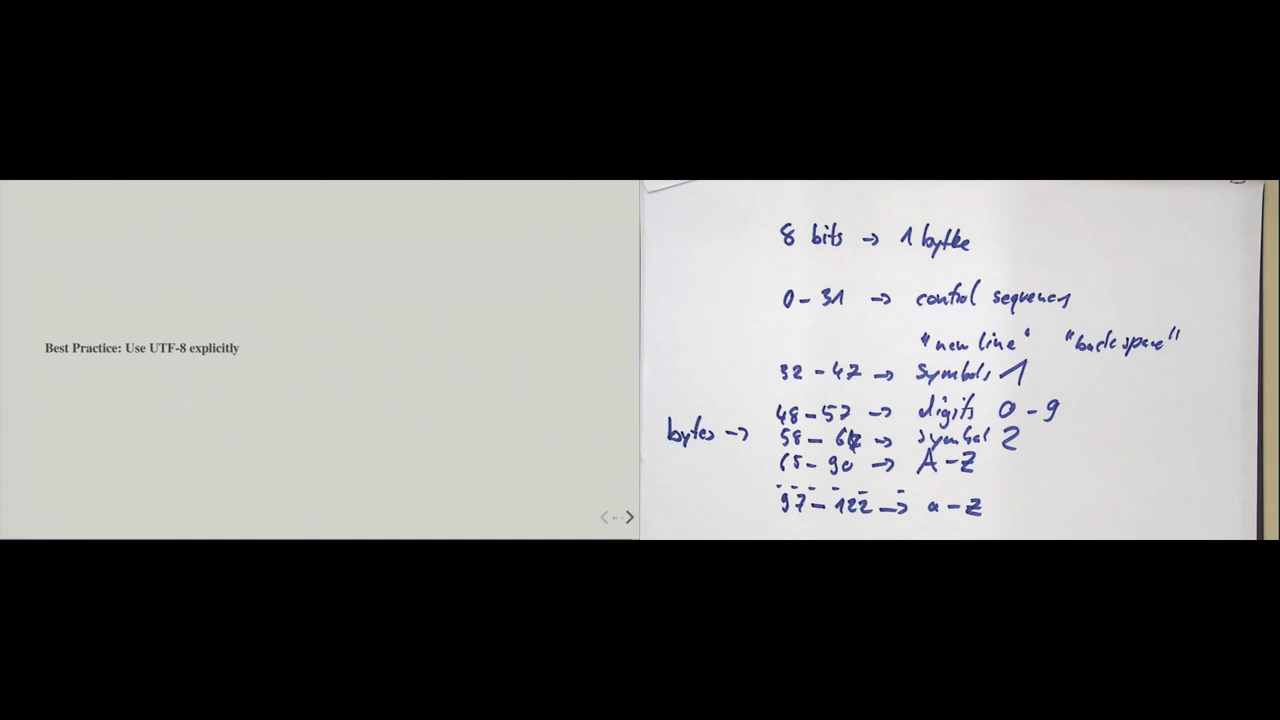 Best Practice: Use UTF-8 explicitly
8 bits → 1 bytke
0 - 31 → control sequences
"new line" "backspace"
32 - 47 → symbols 1
48 - 57 → digits 0 - 9
bytes → 58 - 64 → symbol 2
65 - 90 → A - Z
97 - 122 → a - z